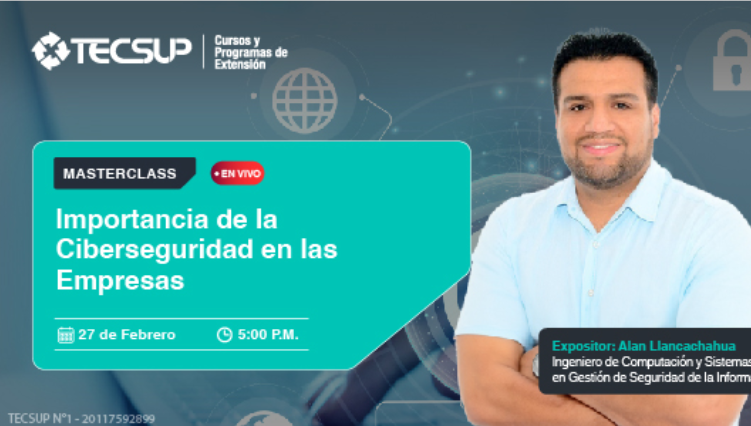 TECSUP
Cursos y
Programas de
Extensión
MASTERCLASS
EN VIVO
Importancia de la
Ciberseguridad en las
Empresas
27 de Febrero
5:00 P.M.
Expositor: Alan Llancachahua
Ingeniero de Computación y Sistemas
en Gestión de Seguridad de la Inform
TECSUP N°1 - 20117592899